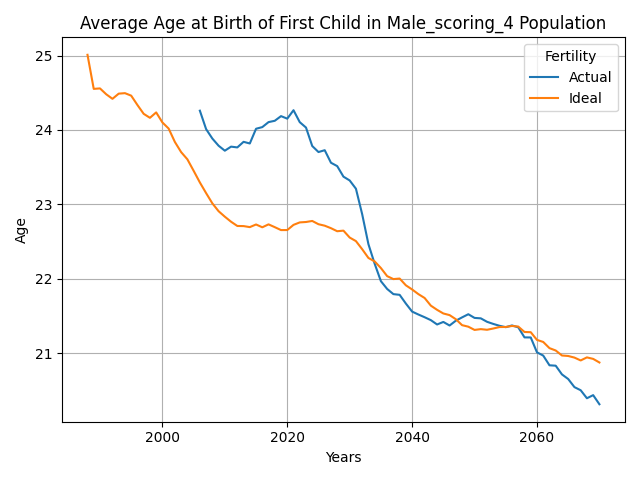 Average Age at Birth of First Child in Male_scoring_4 Population
Fertility
Actual
Ideal
Age
25
24
23
22
21
2000
2020
2040
2060
Years